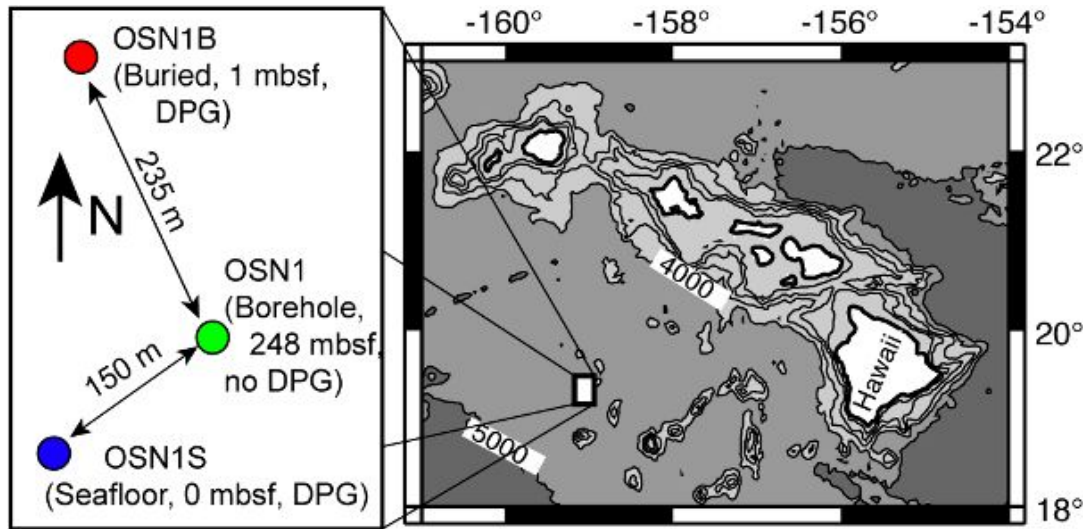 OSN1B
(Buried, 1 mbsf,
DPG)
235 m
N
OSN1
(Borehole,
248 mbsf,
no DPG)
150 m
OSN1S
(Seafloor, 0 mbsf, DPG)
-160° -158° -156° -154°
22°
4000
20°
Hawaii
5000
18°